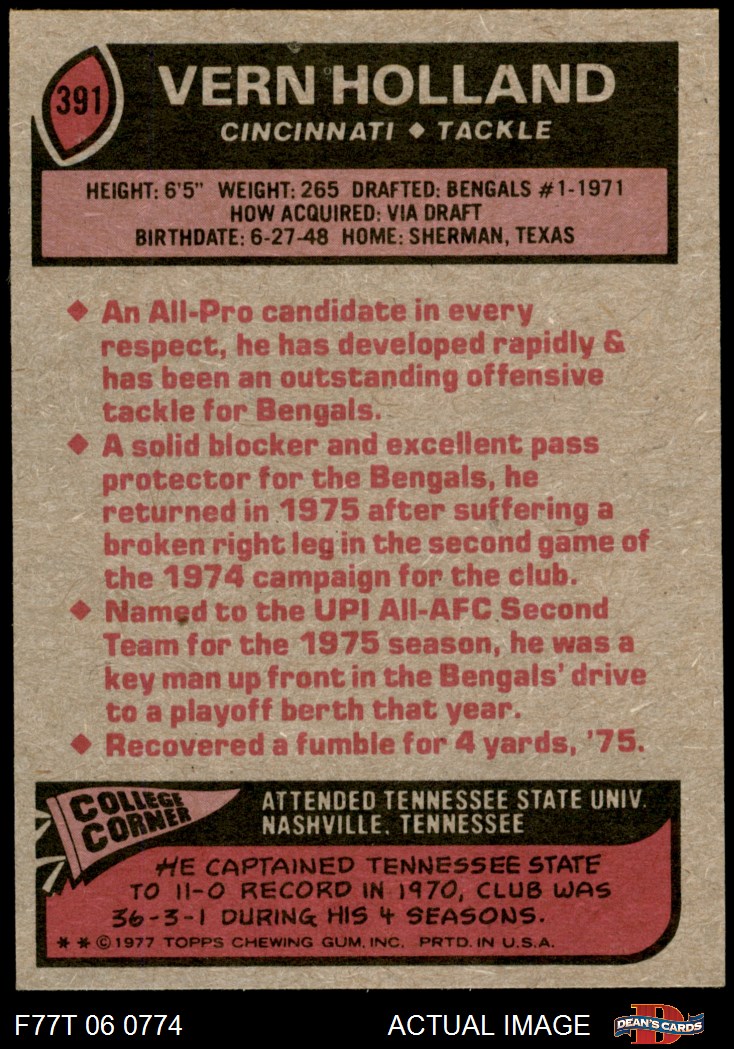 391
VERN HOLLAND
CINCINNATI ◆ TACKLE
HEIGHT: 6'5" WEIGHT: 265 DRAFTED: BENGALS #1-1971
HOW ACQUIRED: VIA DRAFT
BIRTHDATE: 6-27-48 HOME: SHERMAN, TEXAS
◆ An All-Pro candidate in every
respect, he has developed rapidly &
has been an outstanding offensive
tackle for Bengals.
◆ A solid blocker and excellent pass
protector for the Bengals, he
returned in 1975 after suffering a
broken right leg in the second game of
the 1974 campaign for the club.
◆ Named to the UPI All-AFC Second
Team for the 1975 season, he was a
key man up front in the Bengals' drive
to a playoff berth that year.
◆ Recovered a fumble for 4 yards, '75.
COLLEGE
CORNER
ATTENDED TENNESSEE STATE UNIV.
NASHVILLE, TENNESSEE
HE CAPTAINED TENNESSEE STATE
TO 11-0 RECORD IN 1970, CLUB WAS
36-3-1 DURING HIS 4 SEASONS.
* * © 1977 TOPPS CHEWING GUM, INC. PRTD. IN U.S.A.
F77T 06 0774
ACTUAL IMAGE
D
DEAN'S CARDS